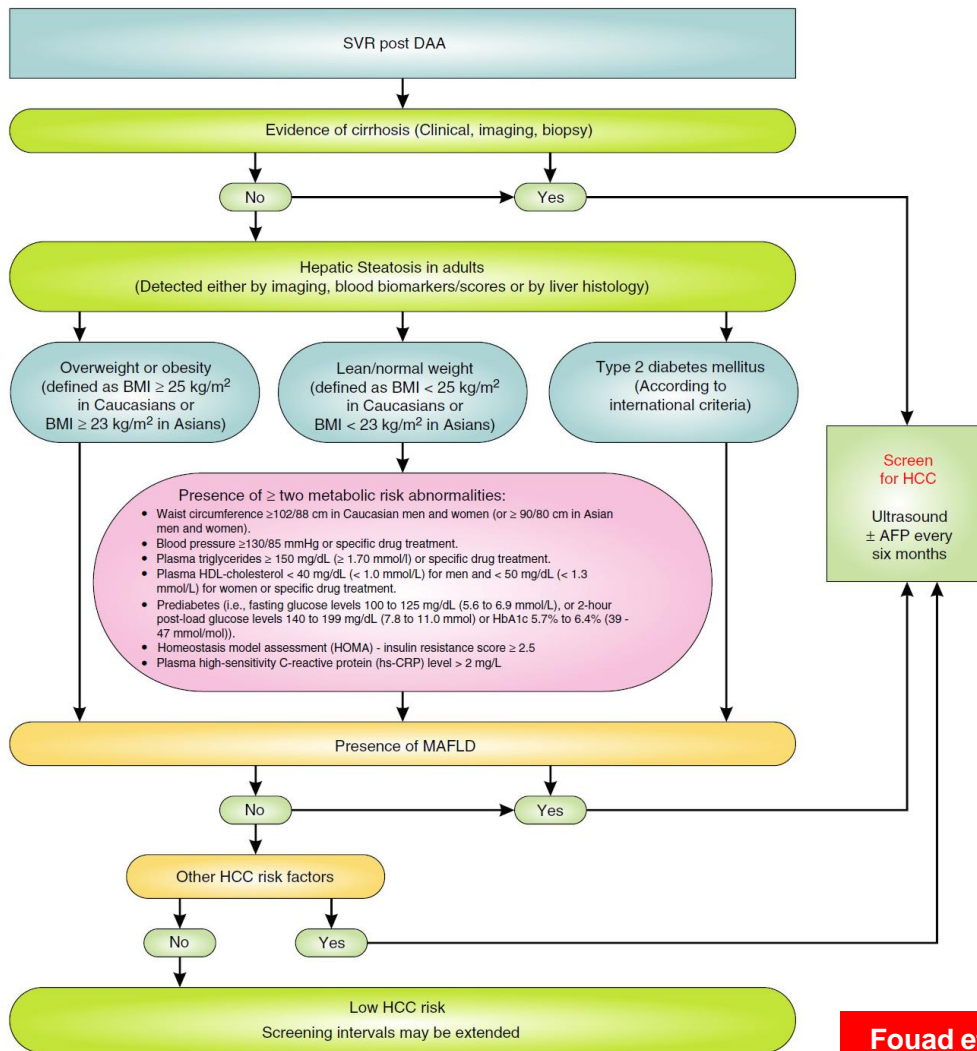 SVR post DAA
Evidence of cirrhosis (Clinical, imaging, biopsy)
No
Yes
Hepatic Steatosis in adults
(Detected either by imaging, blood biomarkers/scores or by liver histology)
Overweight or obesity
(defined as BMI ≥ 25 kg/m²
in Caucasians or
BMI ≥ 23 kg/m² in Asians)
Lean/normal weight
(defined as BMI < 25 kg/m²
in Caucasians or
BMI < 23 kg/m² in Asians)
Type 2 diabetes mellitus
(According to
international criteria)
Presence of ≥ two metabolic risk abnormalities:
• Waist circumference ≥102/88 cm in Caucasian men and women (or ≥ 90/80 cm in Asian
men and women).
• Blood pressure ≥130/85 mmHg or specific drug treatment.
• Plasma triglycerides ≥ 150 mg/dL (≥ 1.70 mmol/l) or specific drug treatment.
• Plasma HDL-cholesterol < 40 mg/dL (< 1.0 mmol/L) for men and < 50 mg/dL (< 1.3
mmol/L) for women or specific drug treatment.
• Prediabetes (i.e., fasting glucose levels 100 to 125 mg/dL (5.6 to 6.9 mmol/L), or 2-hour
post-load glucose levels 140 to 199 mg/dL (7.8 to 11.0 mmol) or HbA1c 5.7% to 6.4% (39 -
47 mmol/mol)).
• Homeostasis model assessment (HOMA) - insulin resistance score ≥ 2.5
• Plasma high-sensitivity C-reactive protein (hs-CRP) level > 2 mg/L
Screen
for HCC
Ultrasound
± AFP every
six months
Presence of MAFLD
No
Yes
Other HCC risk factors
No
Yes
Low HCC risk
Screening intervals may be extended
Fouad e